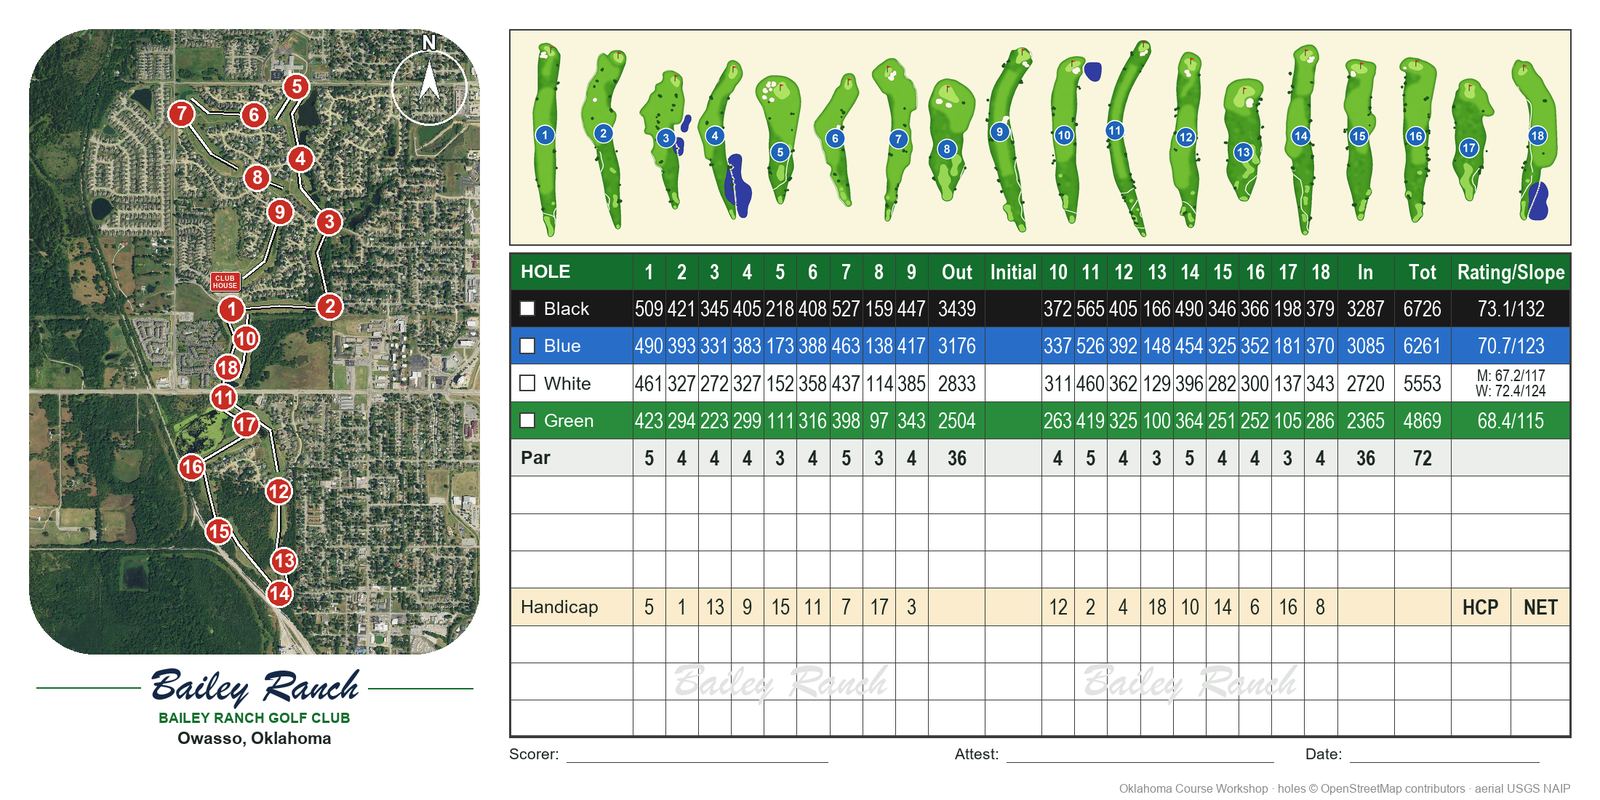 N
5
7
6
4
8
9
3
CLUB
HOUSE
1
2
10
18
11
17
16
12
15
13
14
Bailey Ranch
BAILEY RANCH GOLF CLUB
Owasso, Oklahoma
1 2 3 4 5 6 7 8 9 10 11 12 13 14 15 16 17 18
HOLE 1 2 3 4 5 6 7 8 9 Out Initial 10 11 12 13 14 15 16 17 18 In Tot Rating/Slope
Black 509 421 345 405 218 408 527 159 447 3439 372 565 405 166 490 346 366 198 379 3287 6726 73.1/132
Blue 490 393 331 383 173 388 463 138 417 3176 337 526 392 148 454 325 352 181 370 3085 6261 70.7/123
White 461 327 272 327 152 358 437 114 385 2833 311 460 362 129 396 282 300 137 343 2720 5553 M: 67.2/117
W: 72.4/124
Green 423 294 223 299 111 316 398 97 343 2504 263 419 325 100 364 251 252 105 286 2365 4869 68.4/115
Par 5 4 4 4 3 4 5 3 4 36 4 5 4 3 5 4 4 3 4 36 72
Handicap 5 1 13 9 15 11 7 17 3 12 2 4 18 10 14 6 16 8 HCP NET
Bailey Ranch Bailey Ranch
Scorer: Attest: Date:
Oklahoma Course Workshop · holes © OpenStreetMap contributors · aerial USGS NAIP